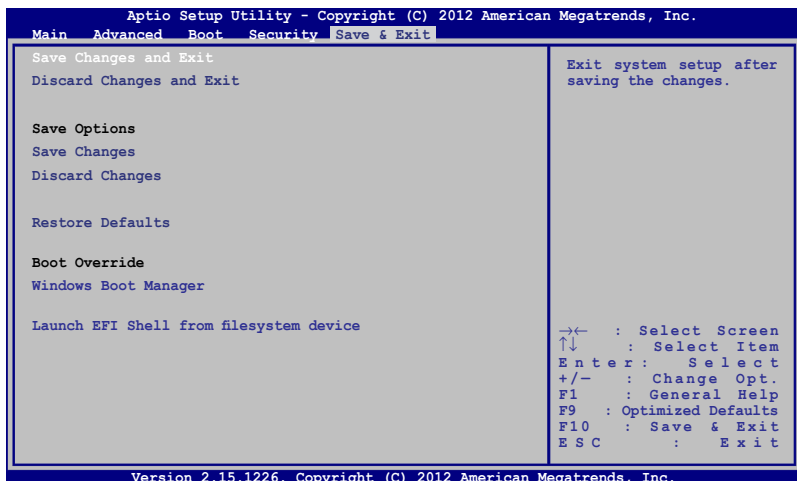 Aptio Setup Utility - Copyright (C) 2012 American Megatrends, Inc.
Main Advanced Boot Security Save & Exit
Save Changes and Exit
Discard Changes and Exit
Save Options
Save Changes
Discard Changes
Restore Defaults
Boot Override
Windows Boot Manager
Launch EFI Shell from filesystem device
Exit system setup after
saving the changes.
→← : Select Screen
↑↓ : Select Item
Enter: Select
+/— : Change Opt.
F1 : General Help
F9 : Optimized Defaults
F10 : Save & Exit
ESC : Exit
Version 2.15.1226. Copyright (C) 2012 American Megatrends, Inc.